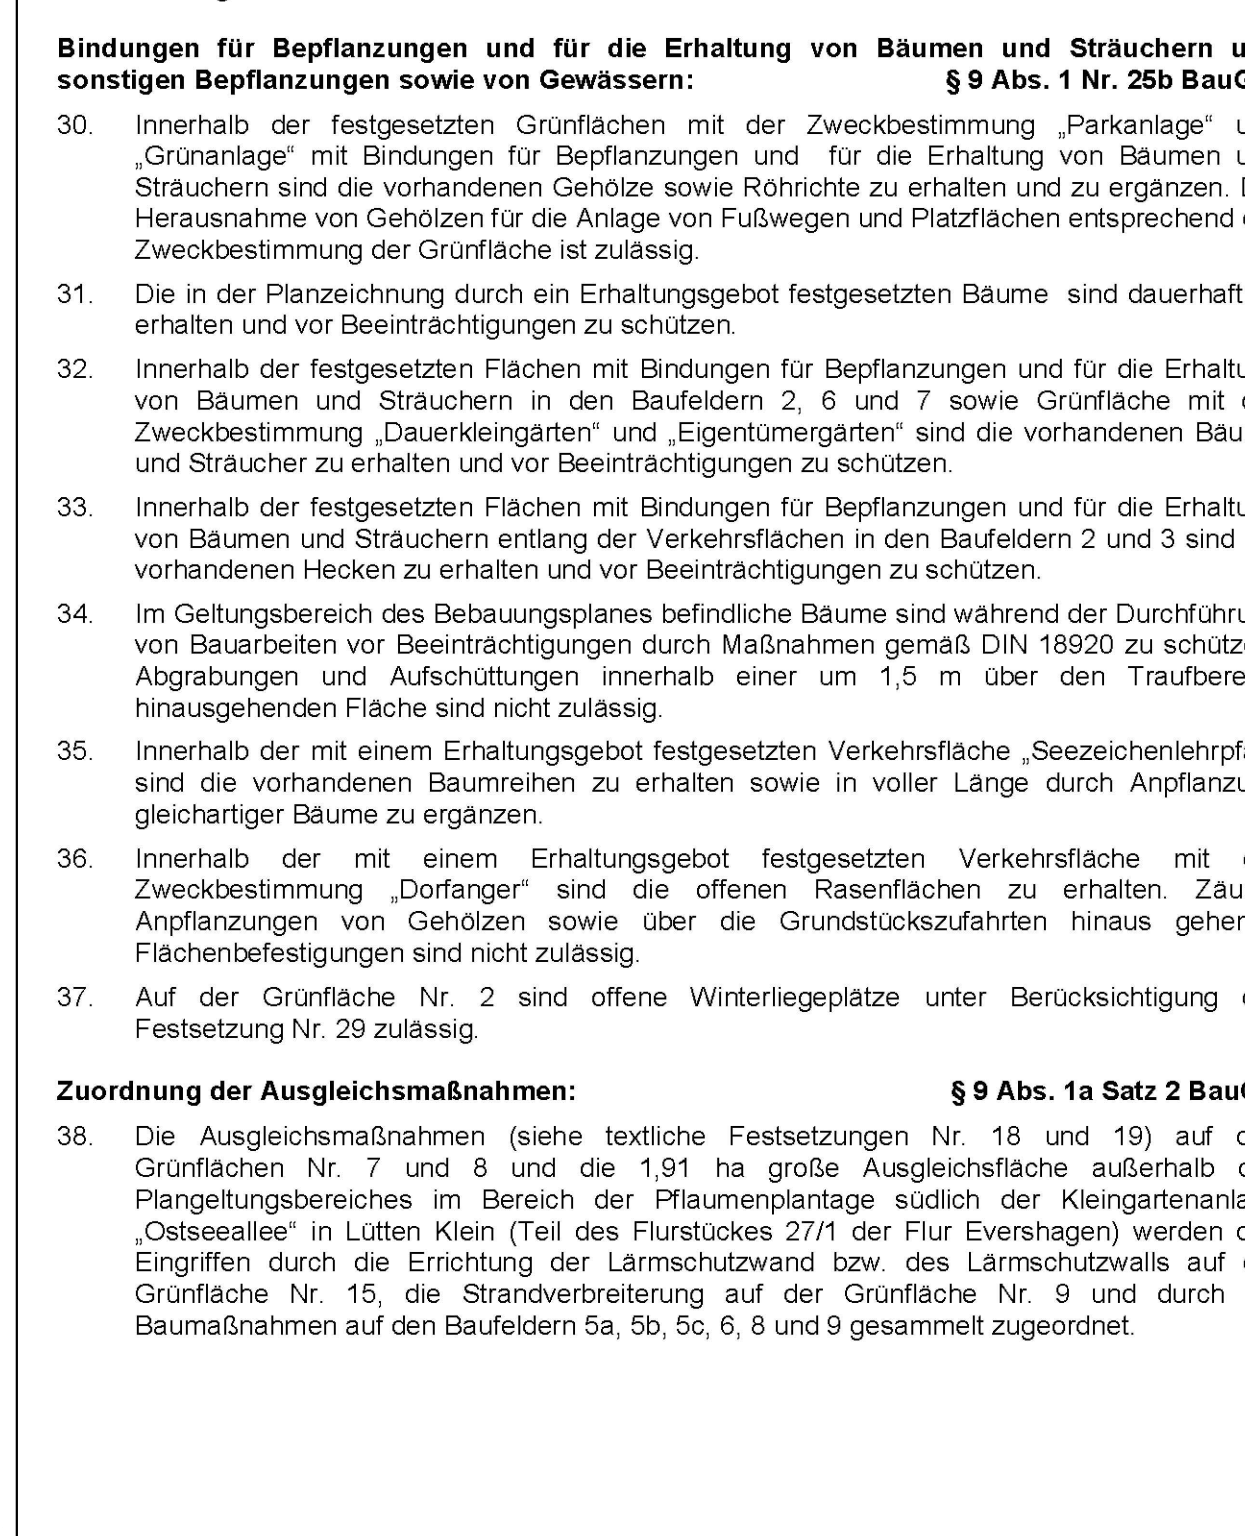 Bindungen für Bepflanzungen und für die Erhaltung von Bäumen und Sträuchern
sonstigen Bepflanzungen sowie von Gewässern: § 9 Abs. 1 Nr. 25b
30. Innerhalb der festgesetzten Grünflächen mit der Zweckbestimmung „Parkanlage“
„Grünanlage“ mit Bindungen für Bepflanzungen und für die Erhaltung von Bäumen
Sträuchern sind die vorhandenen Gehölze sowie Röhrichte zu erhalten und zu ergänzen.
Herausnahme von Gehölzen für die Anlage von Fußwegen und Platzflächen entsprechend
Zweckbestimmung der Grünfläche ist zulässig.
31. Die in der Planzeichnung durch ein Erhaltungsgebot festgesetzten Bäume sind dauerhaft
erhalten und vor Beeinträchtigungen zu schützen.
32. Innerhalb der festgesetzten Flächen mit Bindungen für Bepflanzungen und für die
von Bäumen und Sträuchern in den Baufeldern 2, 6 und 7 sowie Grünfläche mit
Zweckbestimmung „Dauerkleingärten“ und „Eigentümergärten“ sind die vorhandenen
und Sträucher zu erhalten und vor Beeinträchtigungen zu schützen.
33. Innerhalb der festgesetzten Flächen mit Bindungen für Bepflanzungen und für die
von Bäumen und Sträuchern entlang der Verkehrsflächen in den Baufeldern 2 und 3 sind
vorhandenen Hecken zu erhalten und vor Beeinträchtigungen zu schützen.
34. Im Geltungsbereich des Bebauungsplanes befindliche Bäume sind während der
von Bauarbeiten vor Beeinträchtigungen durch Maßnahmen gemäß DIN 18920 zu
Abgrabungen und Aufschüttungen innerhalb einer um 1,5 m über den
hinausgehenden Fläche sind nicht zulässig.
35. Innerhalb der mit einem Erhaltungsgebot festgesetzten Verkehrsfläche
sind die vorhandenen Baumreihen zu erhalten sowie in voller Länge durch
gleichartiger Bäume zu ergänzen.
36. Innerhalb der mit einem Erhaltungsgebot festgesetzten Verkehrsfläche mit
Zweckbestimmung „Dorfanger“ sind die offenen Rasenflächen zu erhalten.
Anpflanzungen von Gehölzen sowie über die Grundstückszufahrten hinaus
Flächenbefestigungen sind nicht zulässig.
37. Auf der Grünfläche Nr. 2 sind offene Winterliegeplätze unter Berücksichtigung
Festsetzung Nr. 29 zulässig.
Zuordnung der Ausgleichsmaßnahmen: § 9 Abs. 1a Satz 2
38. Die Ausgleichsmaßnahmen (siehe textliche Festsetzungen Nr. 18 und 19) auf
Grünflächen Nr. 7 und 8 und die 1,91 ha große Ausgleichsfläche außerhalb
Plangeltungsbereiches im Bereich der Pflaumenplantage südlich der
„Ostseeallee“ in Lütten Klein (Teil des Flurstückes 27/1 der Flur Evershagen) werden
Eingriffen durch die Errichtung der Lärmschutzwand bzw. des Lärmschutzwalls auf
Grünfläche Nr. 15, die Strandverbreiterung auf der Grünfläche Nr. 9 und durch
Baumaßnahmen auf den Baufeldern 5a, 5b, 5c, 6, 8 und 9 gesammelt zugeordnet.